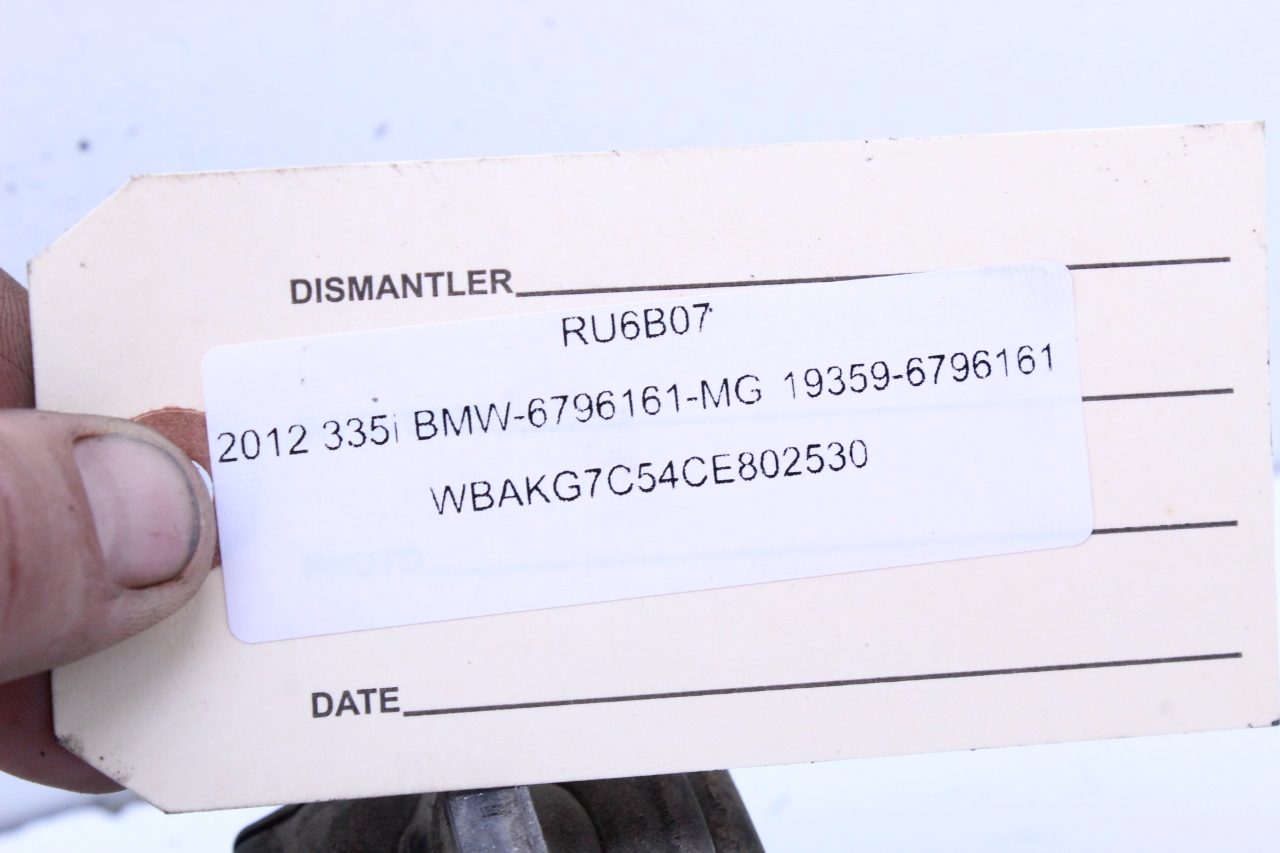 DISMANTLER
RU6B07
2012 335i BMW-6796161-MG 19359-6796161
WBAKG7C54CE802530
DATE